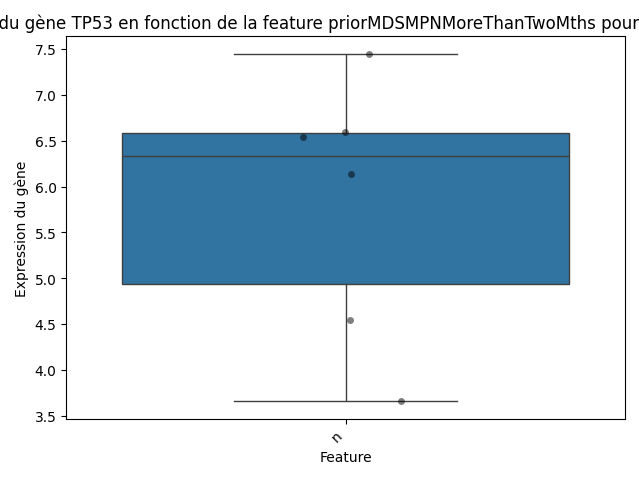 du gène TP53 en fonction de la feature priorMDSMPNMoreThanTwoMths pour
7.5
7.0
6.5
6.0
5.5
5.0
4.5
4.0
3.5
Expression du gène
n
Feature